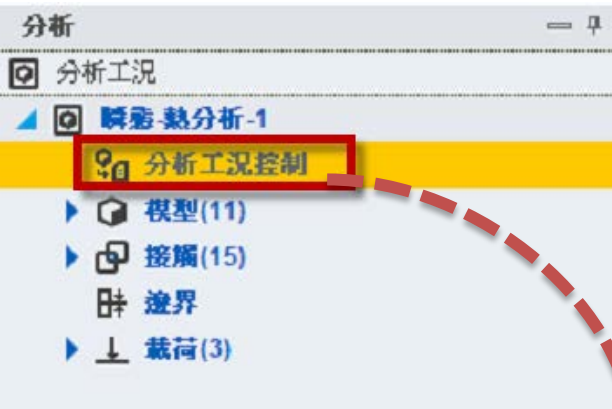 分析
分析工況
瞬態-熱分析-1
分析工況控制
模型(11)
接觸(15)
邊界
載荷(3)